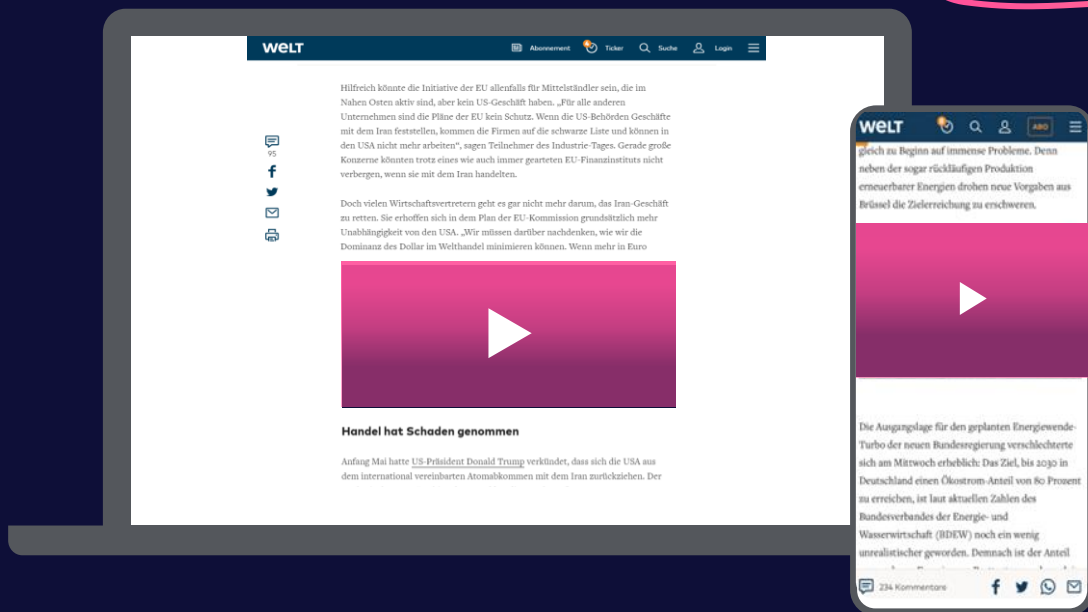 WELT
Abonnement
Ticker
Suche
Login
Hilfreich könnte die Initiative der EU allenfalls für Mittelständler sein, die im
Nahen Osten aktiv sind, aber kein US-Geschäft haben. „Für alle anderen
Unternehmen sind die Pläne der EU kein Schutz. Wenn die US-Behörden Geschäfte
mit dem Iran feststellen, kommen die Firmen auf die schwarze Liste und können in
den USA nicht mehr arbeiten“, sagen Teilnehmer des Industrie-Tages. Gerade große
Konzerne könnten trotz eines wie auch immer gearteten EU-Finanzinstituts nicht
verbergen, wenn sie mit dem Iran handelten.
95
Doch vielen Wirtschaftsvertretern geht es gar nicht mehr darum, das Iran-Geschäft
zu retten. Sie erhoffen sich in dem Plan der EU-Kommission grundsätzlich mehr
Unabhängigkeit von den USA. „Wir müssen darüber nachdenken, wie wir die
Dominanz des Dollar im Welthandel minimieren können. Wenn mehr in Euro
Handel hat Schaden genommen
Anfang Mai hatte US-Präsident Donald Trump verkündet, dass sich die USA aus
dem international vereinbarten Atomabkommen mit dem Iran zurückziehen. Der
WELT
ABO
gleich zu Beginn auf immense Probleme. Denn
neben der sogar rückläufigen Produktion
erneuerbarer Energien drohen neue Vorgaben aus
Brüssel die Zielerreichung zu erschweren.
Die Ausgangslage für den geplanten Energiewende-
Turbo der neuen Bundesregierung verschlechterte
sich am Mittwoch erheblich: Das Ziel, bis 2030 in
Deutschland einen Ökostrom-Anteil von 80 Prozent
zu erreichen, ist laut aktuellen Zahlen des
Bundesverbandes der Energie- und
Wasserwirtschaft (BDEW) noch ein wenig
unrealistischer geworden. Demnach ist der Anteil
234 Kommentare